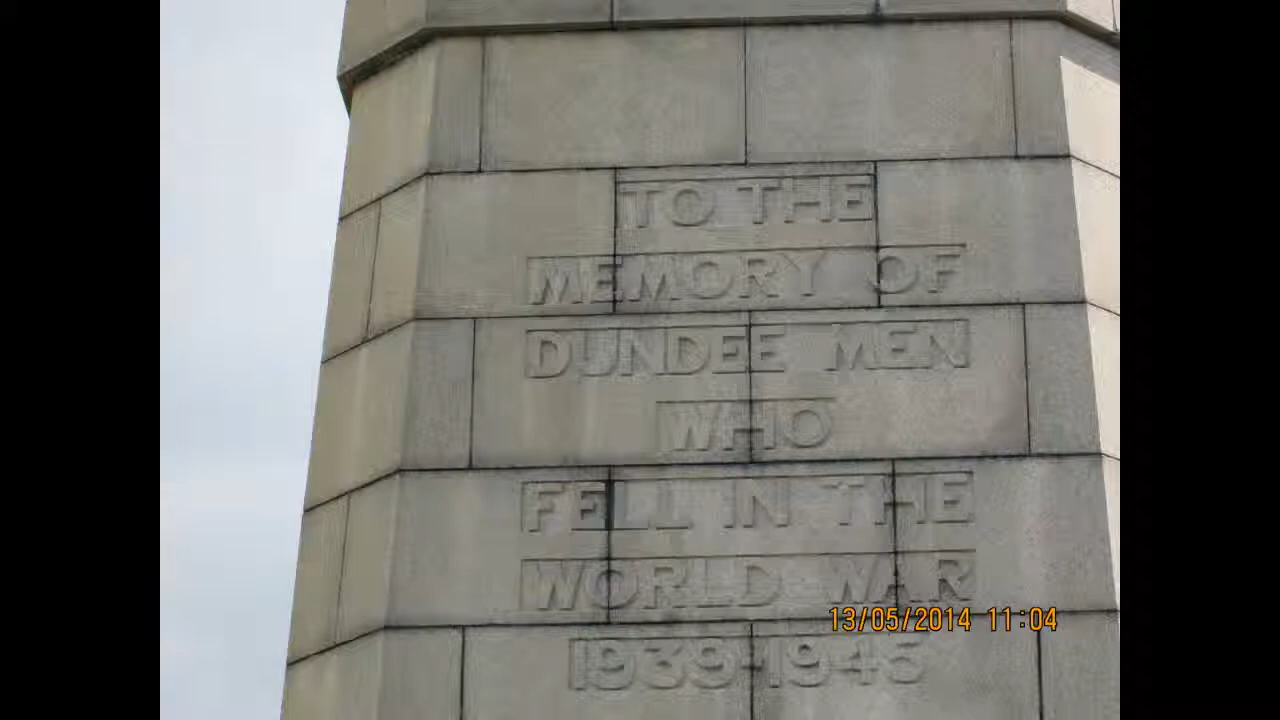 TO THE
MEMORY OF
DUNDEE MEN
WHO
FELL IN THE
WORLD WAR
1939-1945
13/05/2014 11:04